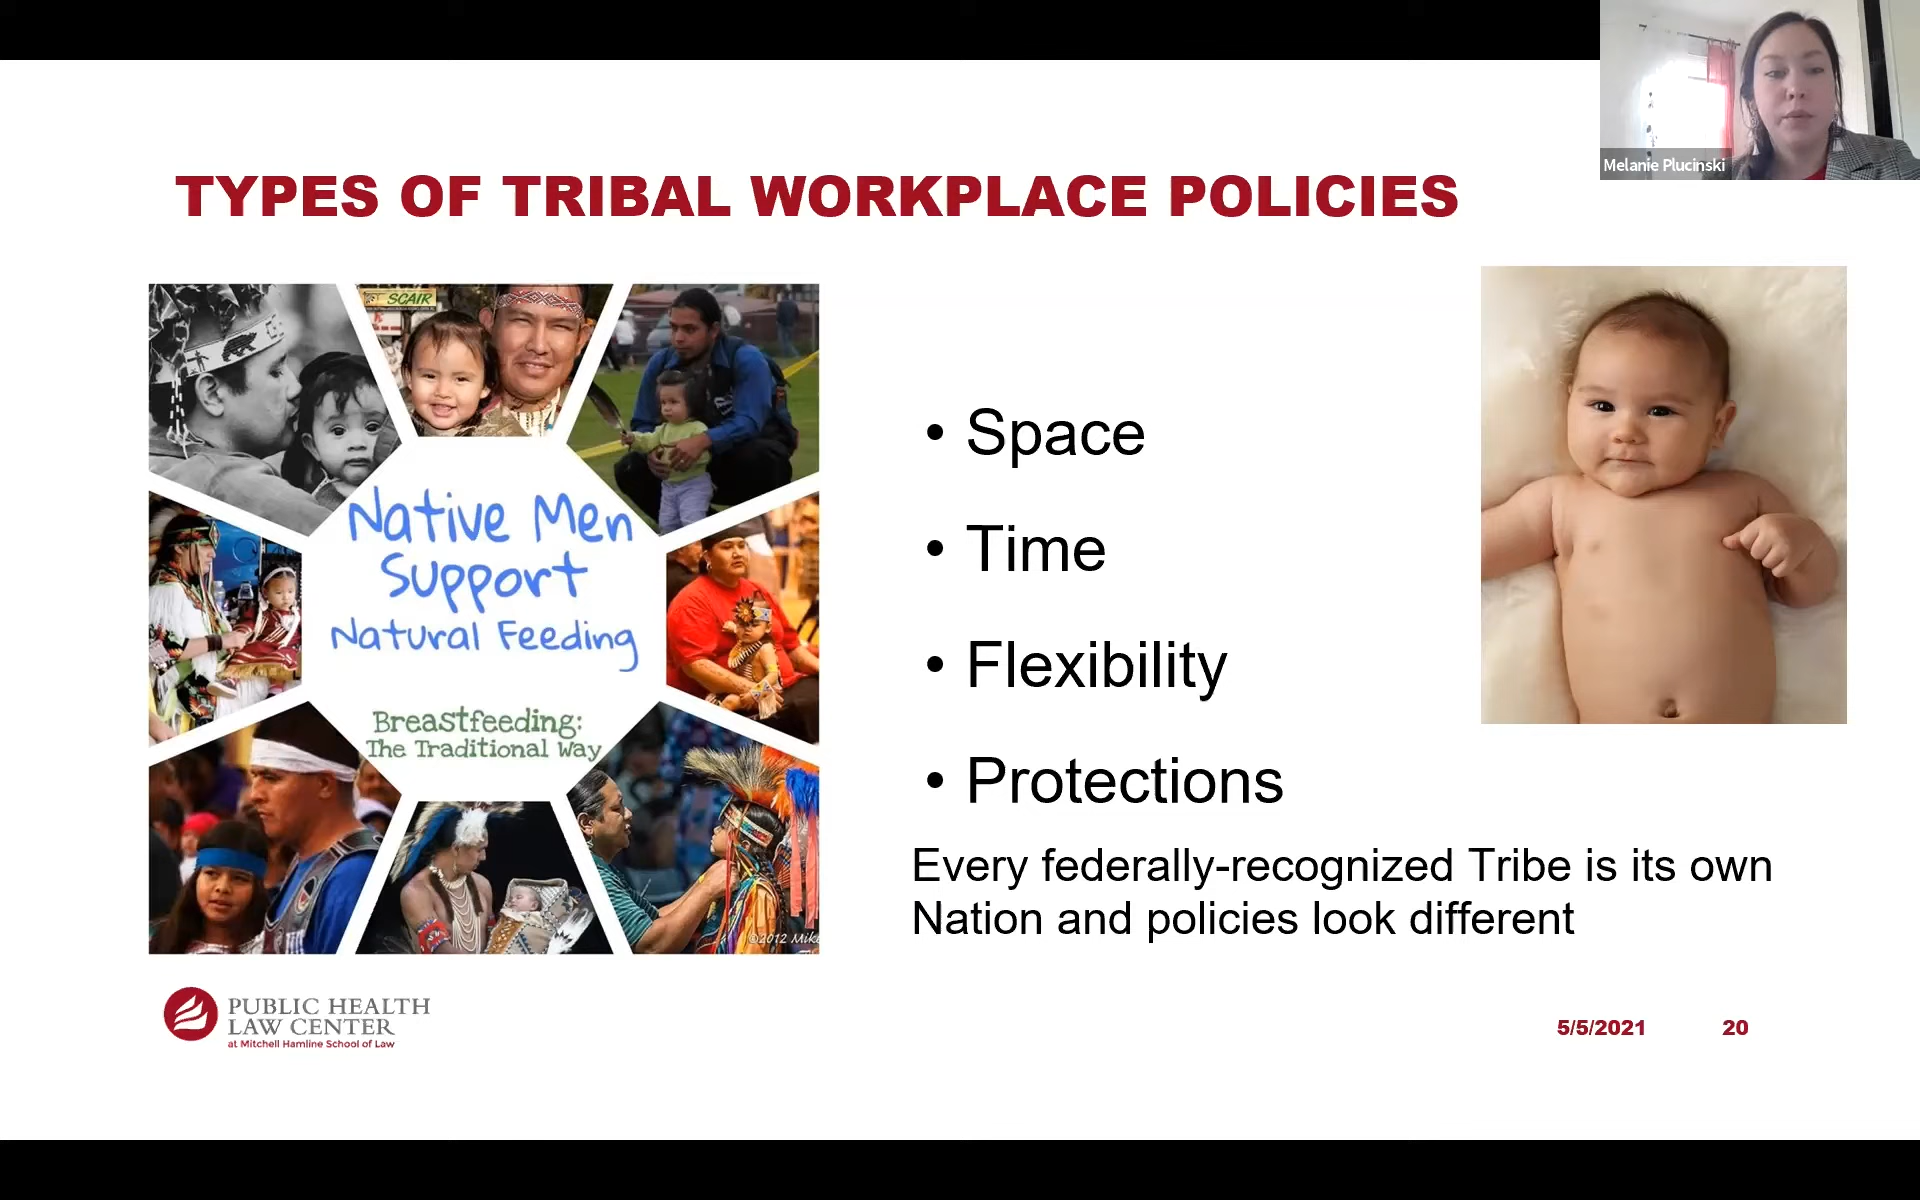 Melanie Plucinski
TYPES OF TRIBAL WORKPLACE POLICIES
SCAIR
Native Men
Support
Natural Feeding
Breastfeeding:
The Traditional Way
©2012 Mike
• Space
• Time
• Flexibility
• Protections
Every federally-recognized Tribe is its own
Nation and policies look different
PUBLIC HEALTH
LAW CENTER
at Mitchell Hamline School of Law
5/5/2021
20